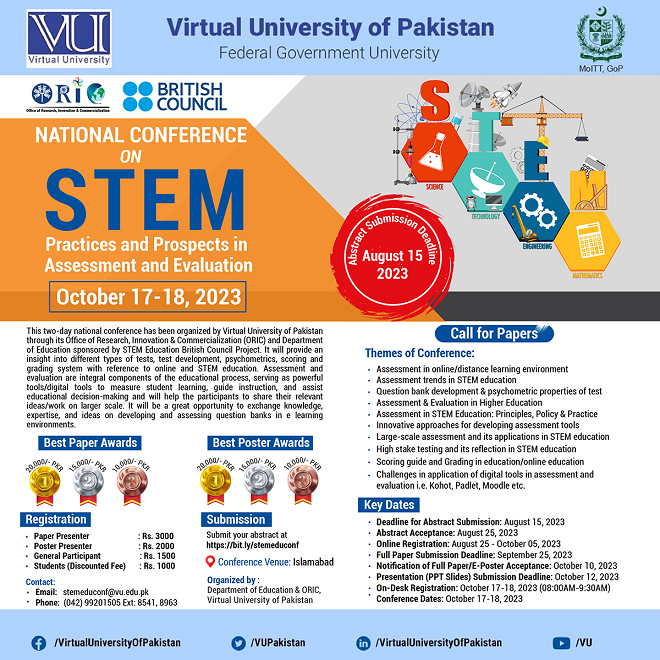 VU
Virtual University
Virtual University of Pakistan
Federal Government University
MoITT, GoP
ORIC
Office of Research, Innovation & Commercialization
BRITISH
COUNCIL
NATIONAL CONFERENCE
ON
STEM
Practices and Prospects in
Assessment and Evaluation
October 17-18, 2023
Abstract Submission Deadline
August 15
2023
S
T
E
M
SCIENCE
TECHNOLOGY
ENGINEERING
MATHEMATICS
This two-day national conference has been organized by Virtual University of Pakistan
through its Office of Research, Innovation & Commercialization (ORIC) and Department
of Education sponsored by STEM Education British Council Project. It will provide an
insight into different types of tests, test development, psychometrics, scoring and
grading system with reference to online and STEM education. Assessment and
evaluation are integral components of the educational process, serving as powerful
tools/digital tools to measure student learning, guide instruction, and assist
educational decision-making and will help the participants to share their relevant
ideas/work on larger scale. It will be a great opportunity to exchange knowledge,
expertise, and ideas on developing and assessing question banks in e learning
environments.
Best Paper Awards
20,000/- PKR
15,000/- PKR
10,000/- PKR
1
2
3
Best Poster Awards
20,000/- PKR
15,000/- PKR
10,000/- PKR
1
2
3
Registration
• Paper Presenter : Rs. 3000
• Poster Presenter : Rs. 2000
• General Participant : Rs. 1500
• Students (Discounted Fee) : Rs. 1000
Contact:
• Email: stemeduconf@vu.edu.pk
• Phone: (042) 99201505 Ext: 8541, 8963
Submission
Submit your abstract at
https://bit.ly/stemeduconf
Conference Venue: Islamabad
Organized by :
Department of Education & ORIC,
Virtual University of Pakistan
Call for Papers
Themes of Conference:
• Assessment in online/distance learning environment
• Assessment trends in STEM education
• Question bank development & psychometric properties of test
• Assessment & Evaluation in Higher Education
• Assessment in STEM Education: Principles, Policy & Practice
• Innovative approaches for developing assessment tools
• Large-scale assessment and its applications in STEM education
• High stake testing and its reflection in STEM education
• Scoring guide and Grading in education/online education
• Challenges in application of digital tools in assessment and
evaluation i.e. Kohot, Padlet, Moodle etc.
Key Dates
• Deadline for Abstract Submission: August 15, 2023
• Abstract Acceptance: August 25, 2023
• Online Registration: August 25 - October 05, 2023
• Full Paper Submission Deadline: September 25, 2023
• Notification of Full Paper/E-Poster Acceptance: October 10, 2023
• Presentation (PPT Slides) Submission Deadline: October 12, 2023
• On-Desk Registration: October 17-18, 2023 (08:00AM-9:30AM)
• Conference Dates: October 17-18, 2023
/VirtualUniversityOfPakistan
/VUPakistan
/VirtualUniversityOfPakistan
/VU